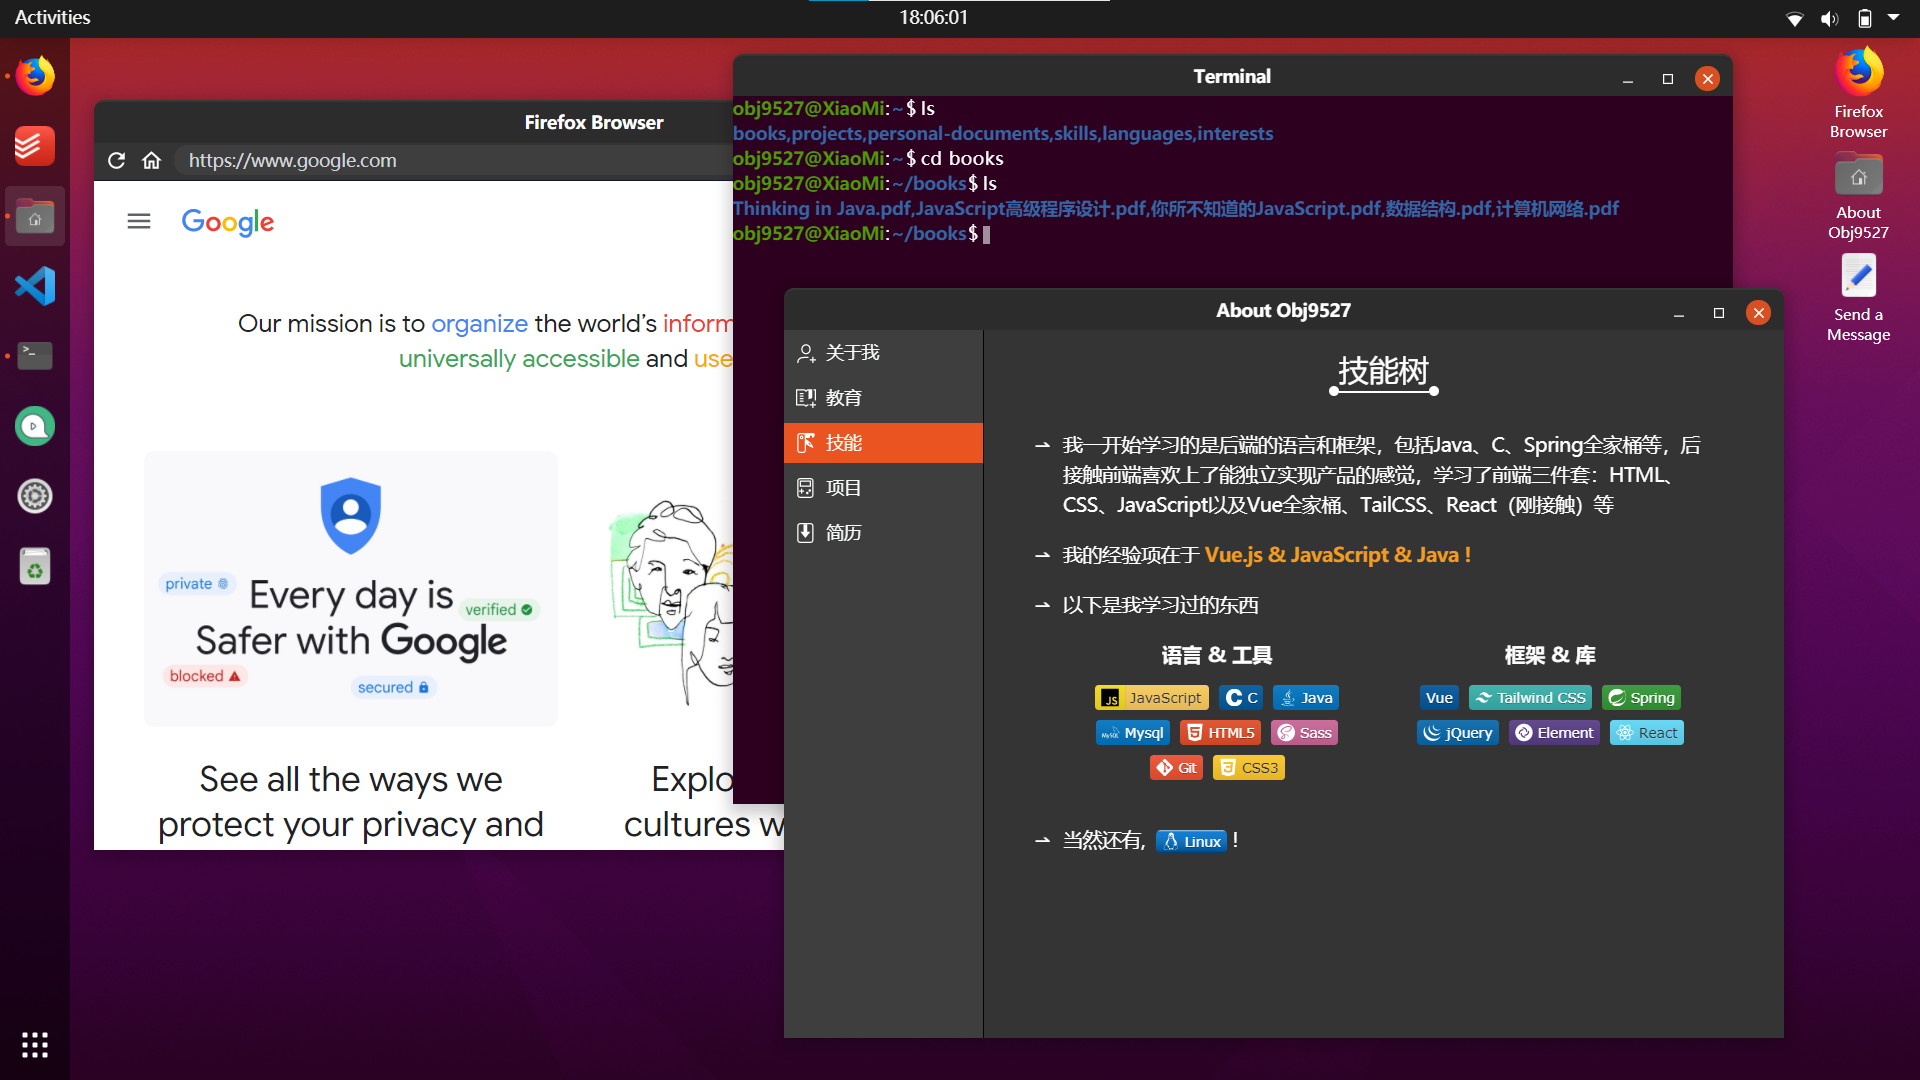 Activities
18:06:01
Terminal
obj9527@XiaoMi:~$ ls
books,projects,personal-documents,skills,languages,interests
obj9527@XiaoMi:~$ cd books
obj9527@XiaoMi:~/books$ ls
Thinking in Java.pdf,JavaScript高级程序设计.pdf,你所不知道的JavaScript.pdf,数据结构.pdf,计算机网络.pdf
obj9527@XiaoMi:~/books$
Firefox Browser
https://www.google.com
Google
Our mission is to organize the world's inform
universally accessible and use
private
Every day is
verified
Safer with Google
blocked
secured
See all the ways we
protect your privacy and
Explo
cultures w
About Obj9527
关于我
教育
技能
项目
简历
技能树
⇀ 我一开始学习的是后端的语言和框架，包括Java、C、Spring全家桶等，后
接触前端喜欢上了能独立实现产品的感觉，学习了前端三件套：HTML、
CSS、JavaScript以及Vue全家桶、TailCSS、React（刚接触）等
⇀ 我的经验项在于 Vue.js & JavaScript & Java !
⇀ 以下是我学习过的东西
语言 & 工具
JS JavaScript C Java
MySQL Mysql HTML5 Sass
Git CSS3
框架 & 库
Vue Tailwind CSS Spring
jQuery Element React
⇀ 当然还有, Linux !
Firefox
Browser
About
Obj9527
Send a
Message